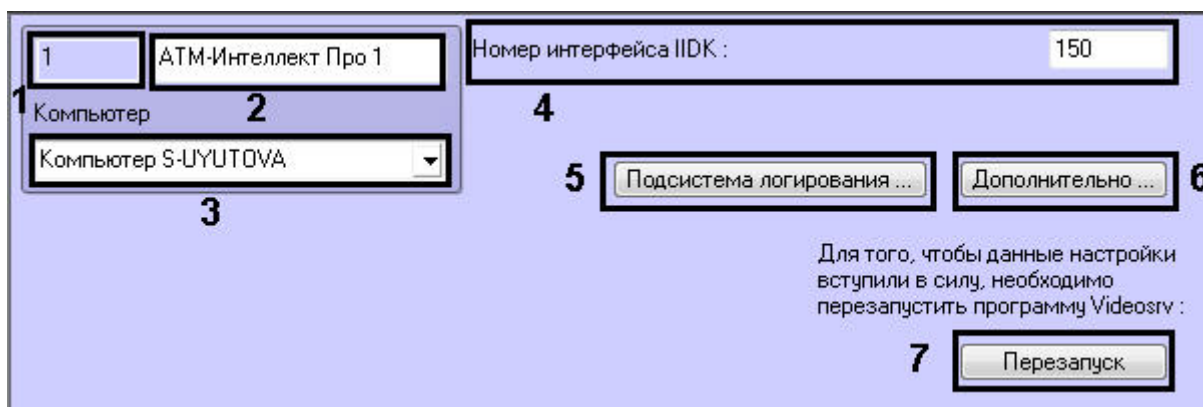 1
АТМ-Интеллект Про 1
Номер интерфейса IIDK :
150
1
Компьютер
2
4
Компьютер S-UYUTOVA
3
5
Подсистема логирования ...
Дополнительно ...
6
Для того, чтобы данные настройки
вступили в силу, необходимо
перезапустить программу Videosrv :
7
Перезапуск